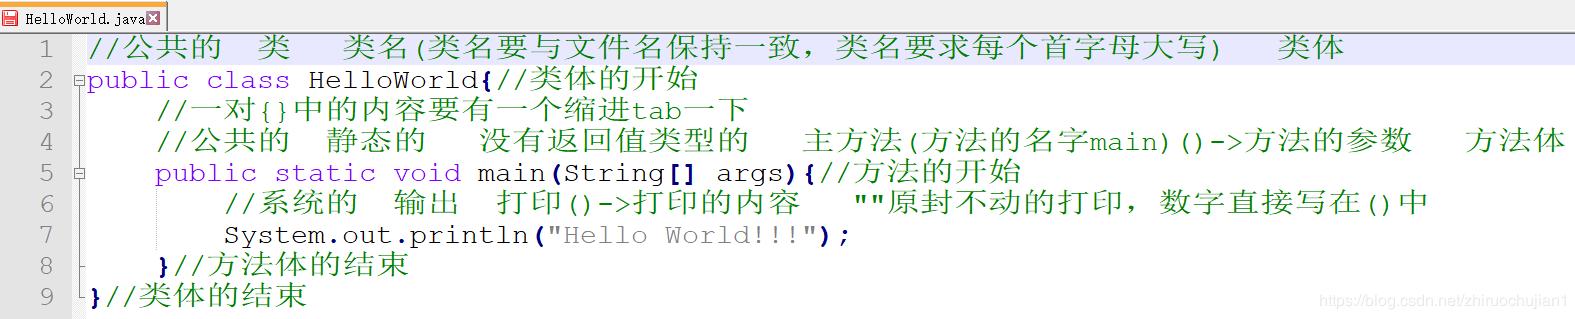 HelloWorld.java
1 //公共的 类 类名(类名要与文件名保持一致，类名要求每个首字母大写) 类体
2 public class HelloWorld{//类体的开始
3 //一对{}中的内容要有一个缩进tab一下
4 //公共的 静态的 没有返回值类型的 主方法(方法的名字main)()->方法的参数 方法体
5 public static void main(String[] args){//方法的开始
6 //系统的 输出 打印()->打印的内容 ""原封不动的打印，数字直接写在()中
7 System.out.println("Hello World!!!");
8 }//方法体的结束
9 }//类体的结束
https://blog.csdn.net/zhiruochujian1